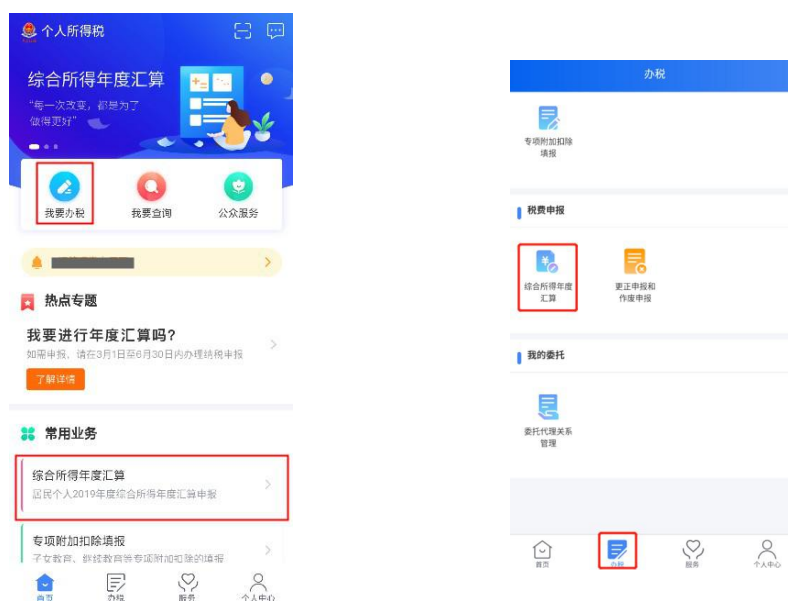 个人所得税
综合所得年度汇算
“每一次改变，都是为了
做得更好”
我要办税
我要查询
公众服务
热点专题
我要进行年度汇算吗?
如需申报，请在3月1日至6月30日内办理纳税申报
了解详情
常用业务
综合所得年度汇算
居民个人2019年度综合所得年度汇算申报
专项附加扣除填报
子女教育、继续教育等专项附加扣除的填报
首页
办税
服务
个人中心
办税
专项附加扣除
填报
税费申报
综合所得年度
汇算
更正申报和
作废申报
我的委托
委托代理关系
管理
首页
办税
服务
个人中心